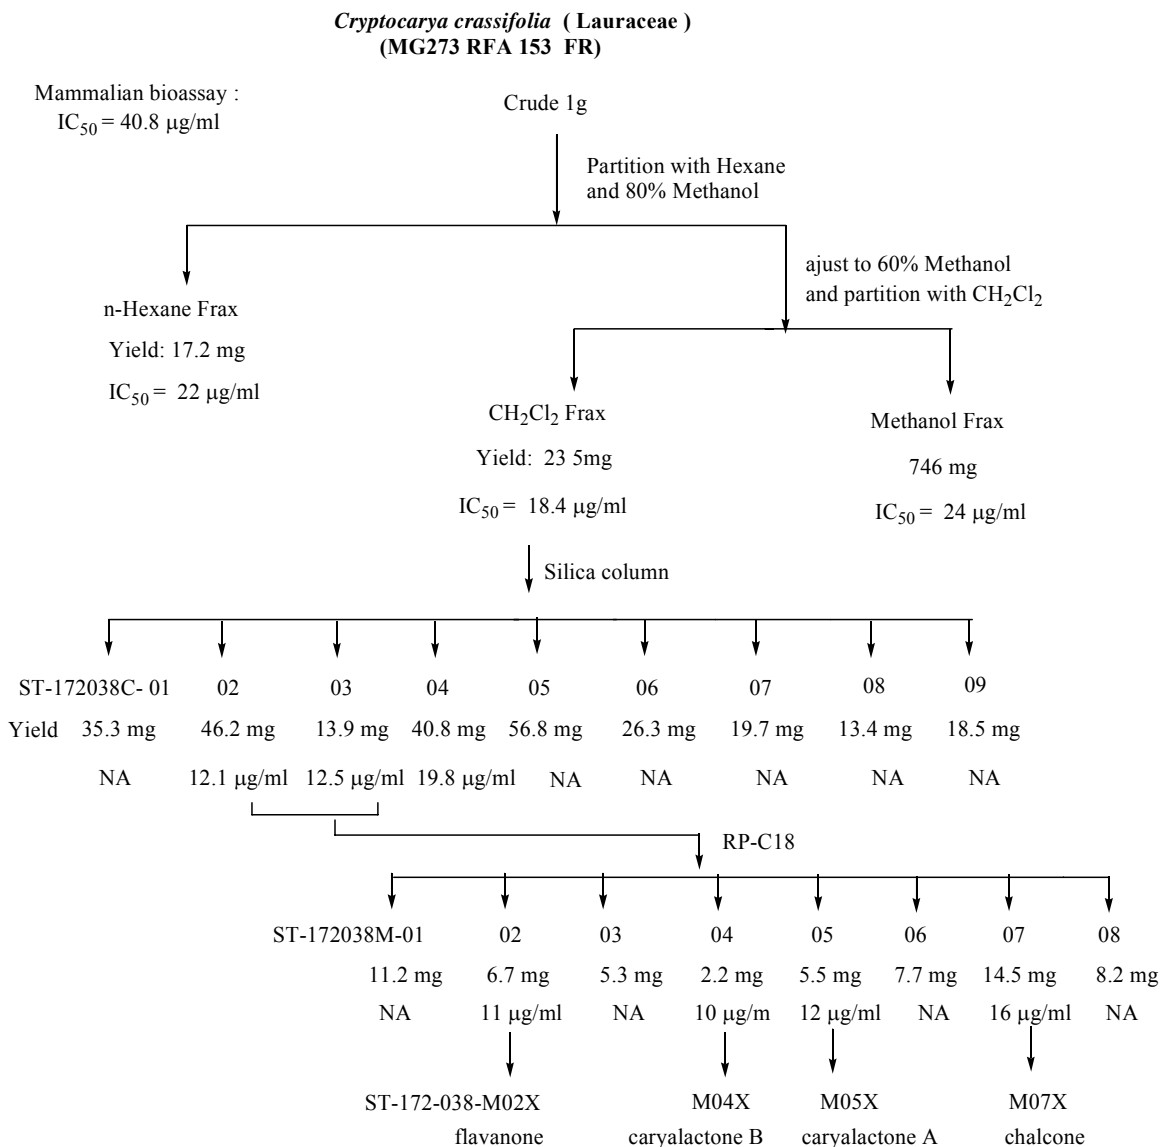 Cryptocarya crassifolia ( Lauraceae )
(MG273 RFA 153 FR)
Mammalian bioassay :
IC50 = 40.8 μg/ml
Crude 1g
Partition with Hexane
and 80% Methanol
ajust to 60% Methanol
and partition with CH2Cl2
n-Hexane Frax
Yield: 17.2 mg
IC50 = 22 μg/ml
CH2Cl2 Frax
Yield: 23 5mg
IC50 = 18.4 μg/ml
Methanol Frax
746 mg
IC50 = 24 μg/ml
Silica column
ST-172038C- 01 02 03 04 05 06 07 08 09
Yield 35.3 mg 46.2 mg 13.9 mg 40.8 mg 56.8 mg 26.3 mg 19.7 mg 13.4 mg 18.5 mg
NA 12.1 μg/ml 12.5 μg/ml 19.8 μg/ml NA NA NA NA NA
RP-C18
ST-172038M-01 02 03 04 05 06 07 08
11.2 mg 6.7 mg 5.3 mg 2.2 mg 5.5 mg 7.7 mg 14.5 mg 8.2 mg
NA 11 μg/ml NA 10 μg/m 12 μg/ml NA 16 μg/ml NA
ST-172-038-M02X M04X M05X M07X
flavanone caryalactone B caryalactone A chalcone